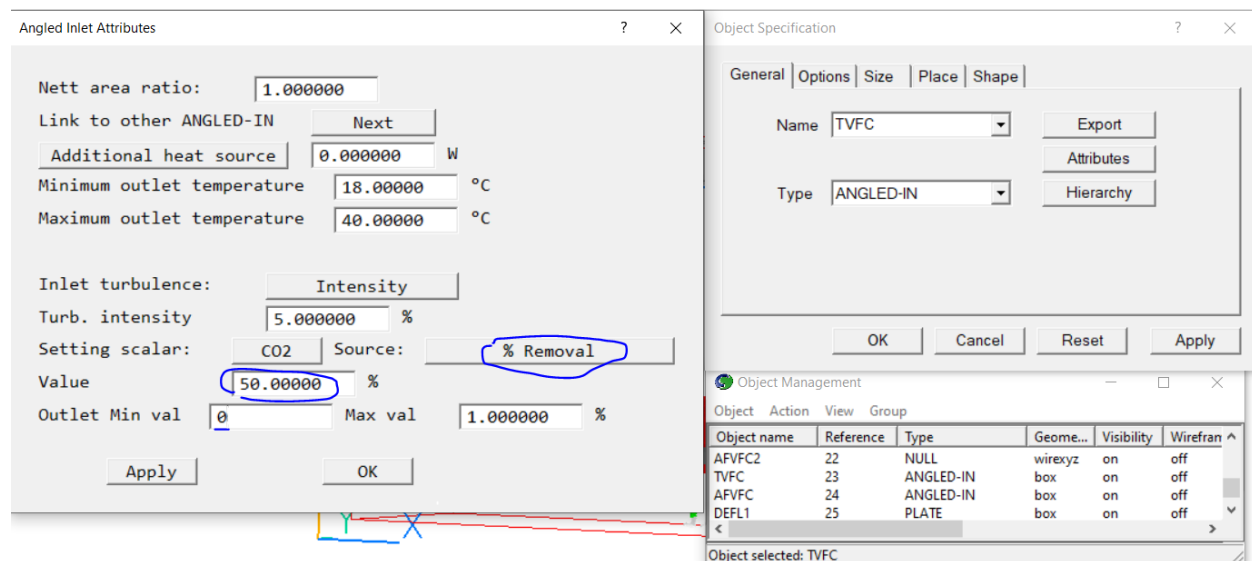 Angled Inlet Attributes ? ×
Nett area ratio: 1.000000
Link to other ANGLED-IN Next
Additional heat source 0.000000 W
Minimum outlet temperature 18.00000 °C
Maximum outlet temperature 40.00000 °C
Inlet turbulence: Intensity
Turb. intensity 5.000000 %
Setting scalar: CO2 Source: % Removal
Value 50.00000 %
Outlet Min val 0 Max val 1.000000 %
Apply OK
Object Specification ? ×
General Options Size Place Shape
Name TVFC Export
Attributes
Type ANGLED-IN Hierarchy
OK Cancel Reset Apply
Object Management
Object Action View Group
Object name Reference Type Geome... Visibility Wirefran
AFVFC2 22 NULL wirexyz on off
TVFC 23 ANGLED-IN box on off
AFVFC 24 ANGLED-IN box on off
DEFL1 25 PLATE box on off
Object selected: TVFC
Y X